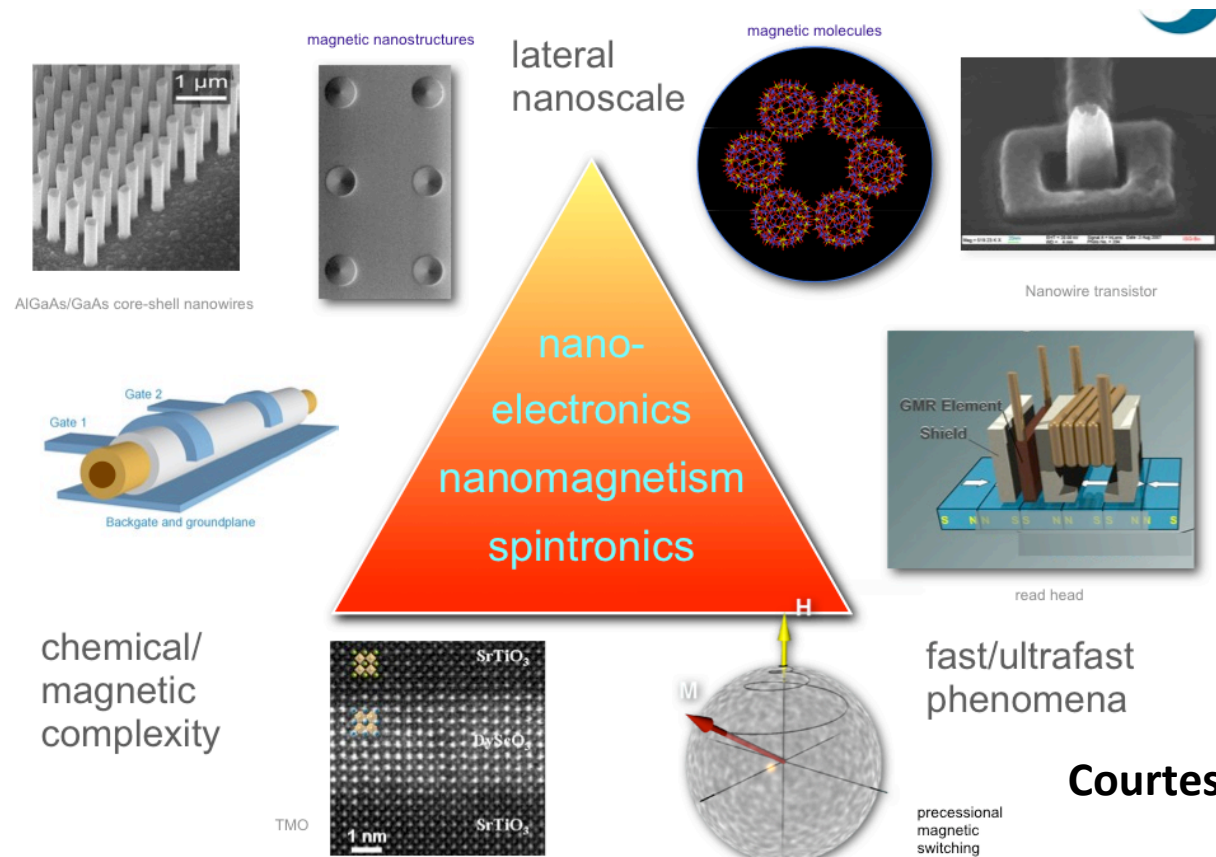 magnetic nanostructures
lateral
nanoscale
magnetic molecules
1 μm
AlGaAs/GaAs core-shell nanowires
Nanowire transistor
nano-
electronics
nanomagnetism
spintronics
Gate 2
Gate 1
Backgate and groundplane
GMR Element
Shield
S N N S S N N S S N N S
read head
chemical/
magnetic
complexity
SrTiO3
DyScO3
SrTiO3
1 nm
TMO
H
M
fast/ultrafast
phenomena
precessional
magnetic
switching
Courtes